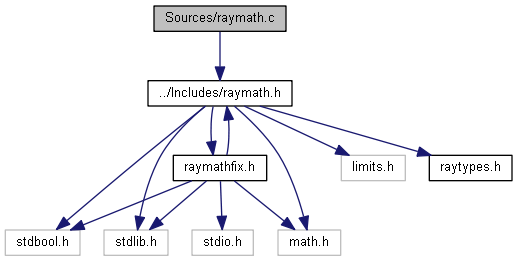 Sources/raymath.c
../Includes/raymath.h
raymathfix.h
limits.h
raytypes.h
stdbool.h
stdlib.h
stdio.h
math.h